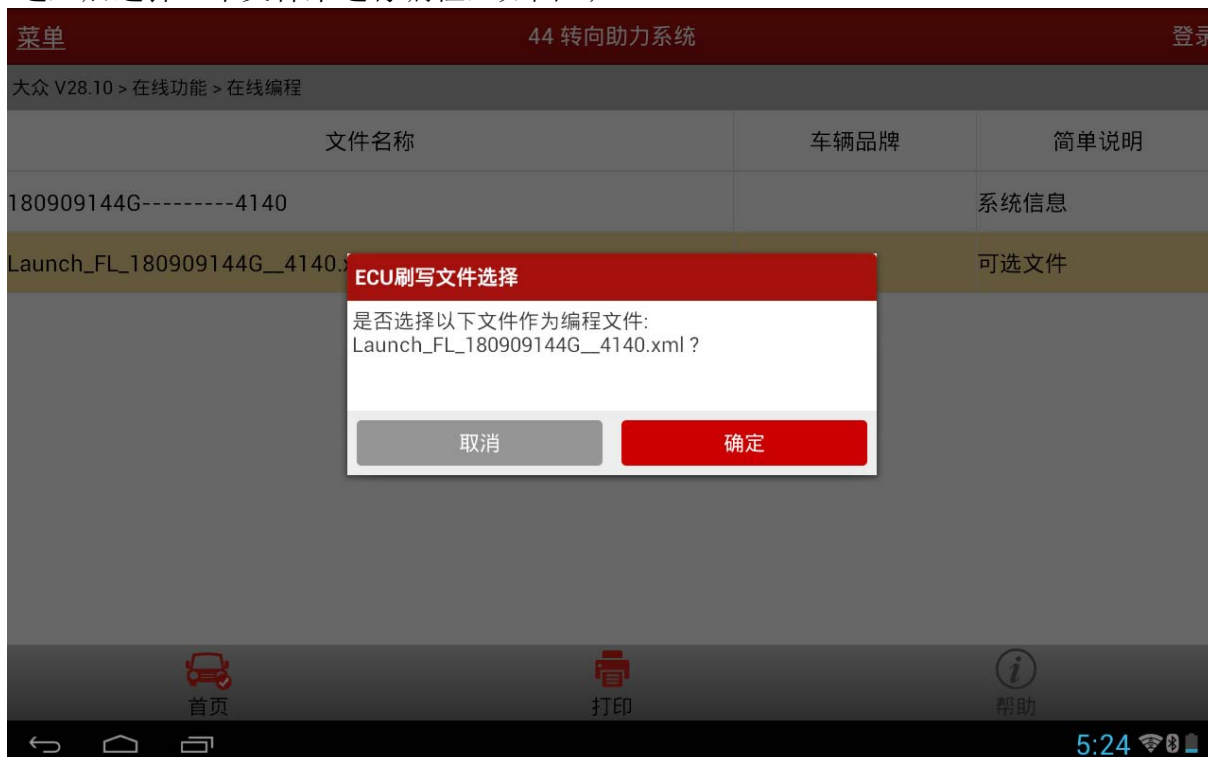 菜单
44 转向助力系统
登录
大众 V28.10 > 在线功能 > 在线编程
文件名称
车辆品牌
简单说明
180909144G---------4140
系统信息
Launch_FL_180909144G__4140.x
可选文件
ECU刷写文件选择
是否选择以下文件作为编程文件:
Launch_FL_180909144G__4140.xml ?
取消
确定
首页
打印
帮助
5:24